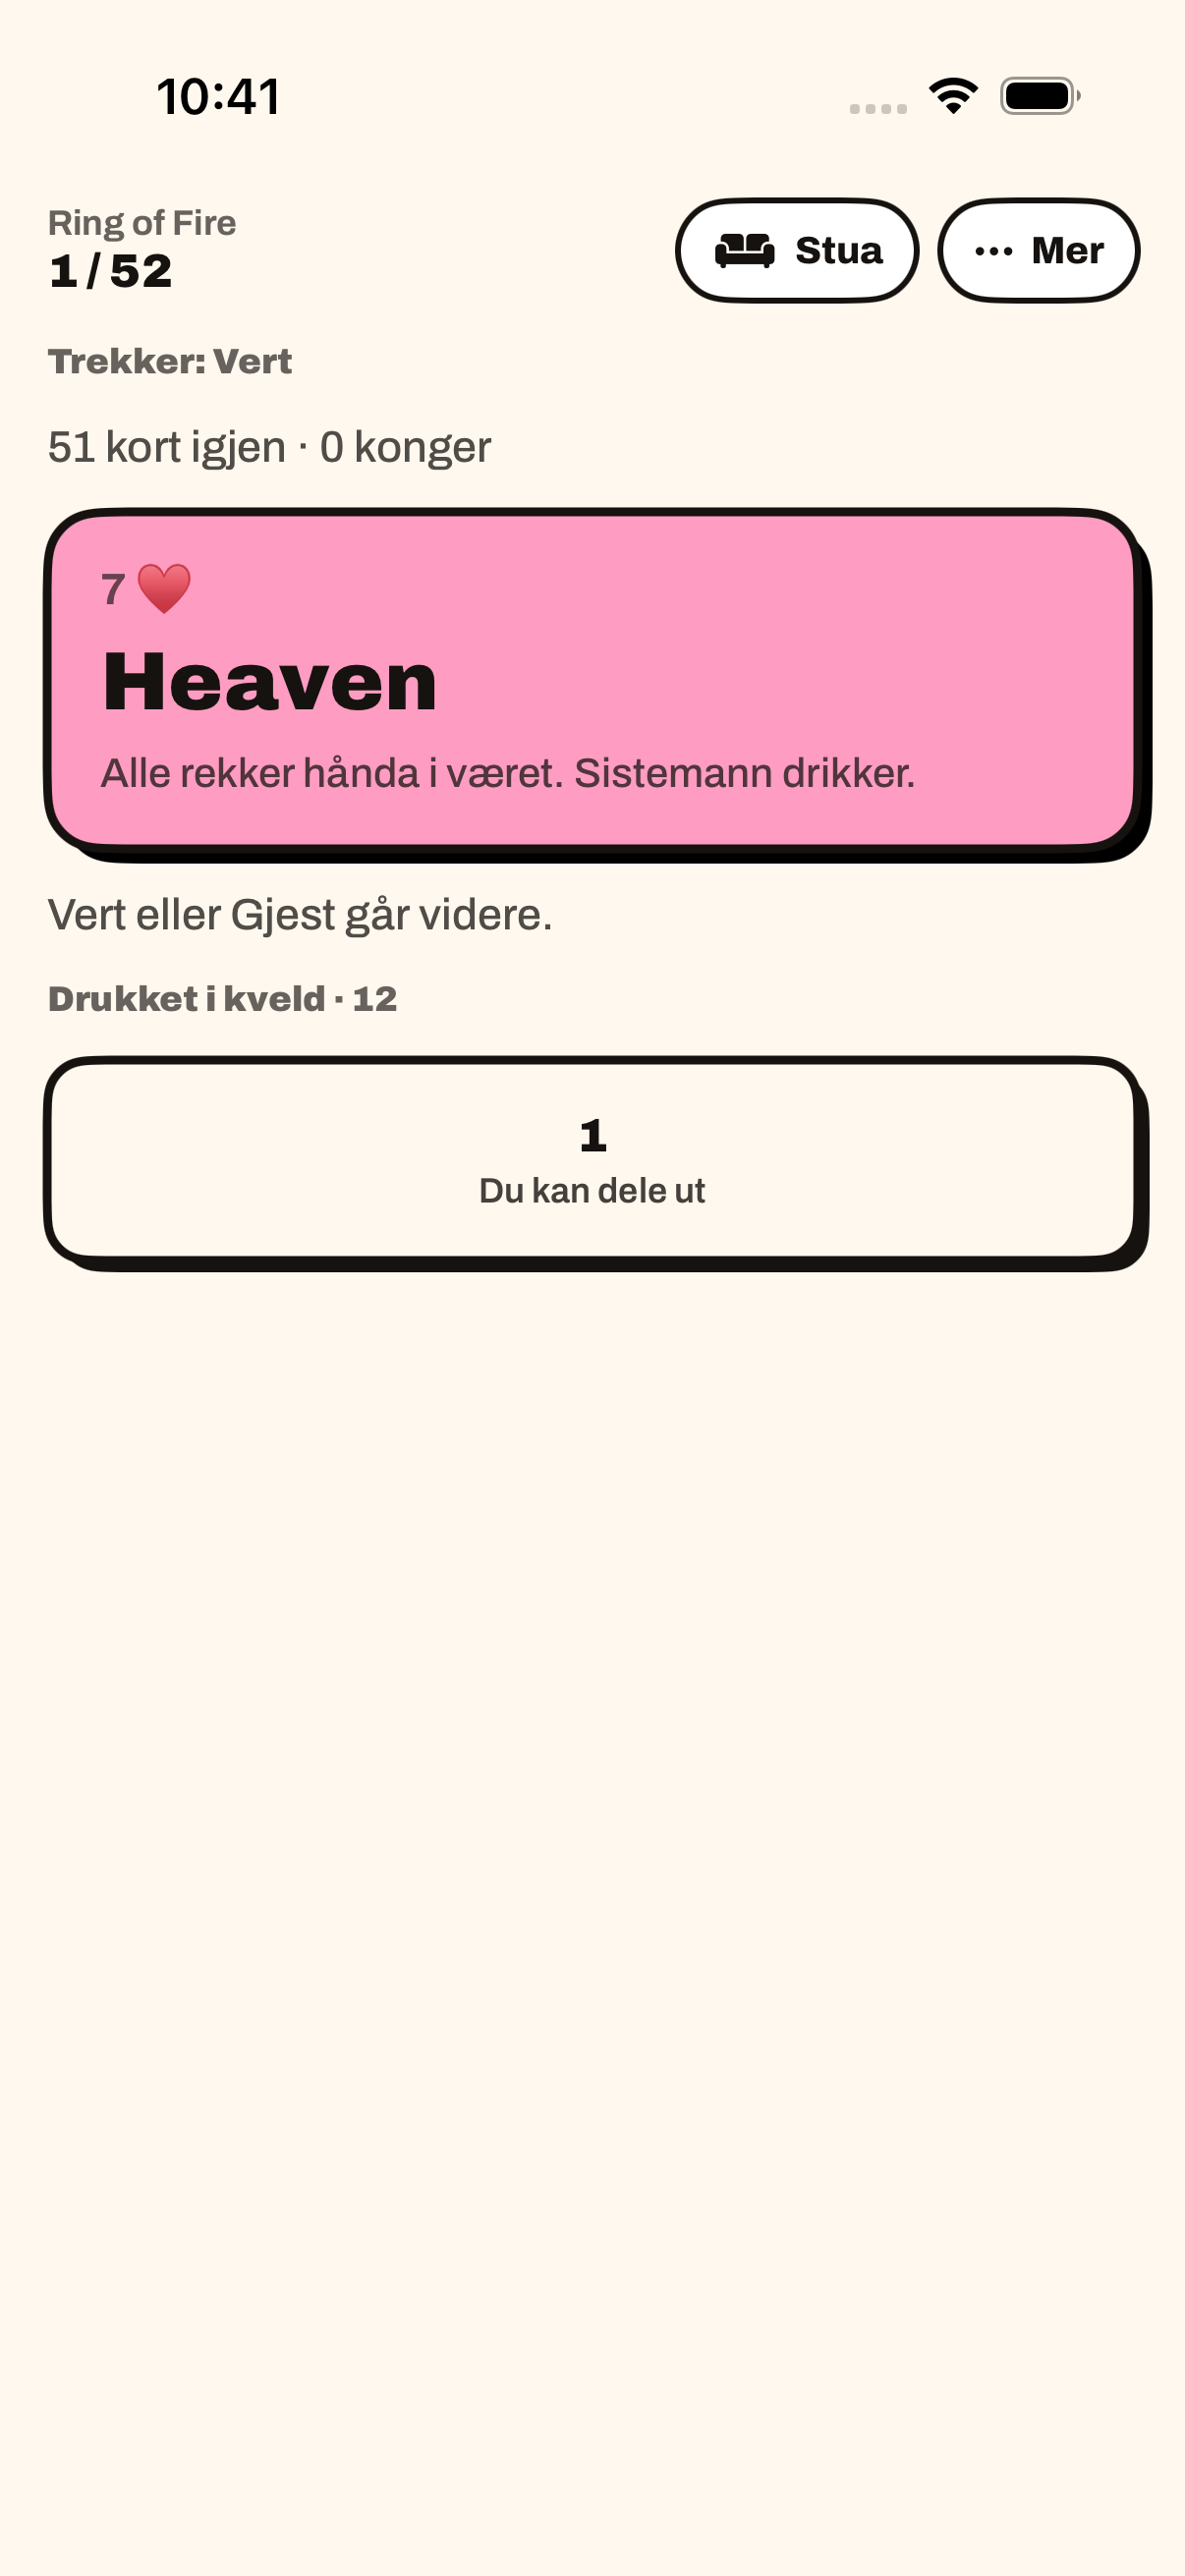 10:41
Ring of Fire
1/52
Stua
Mer
Trekker: Vert
51 kort igjen · 0 konger
7
Heaven
Alle rekker hånda i været. Sistemann drikker.
Vert eller Gjest går videre.
Drukket i kveld · 12
1
Du kan dele ut